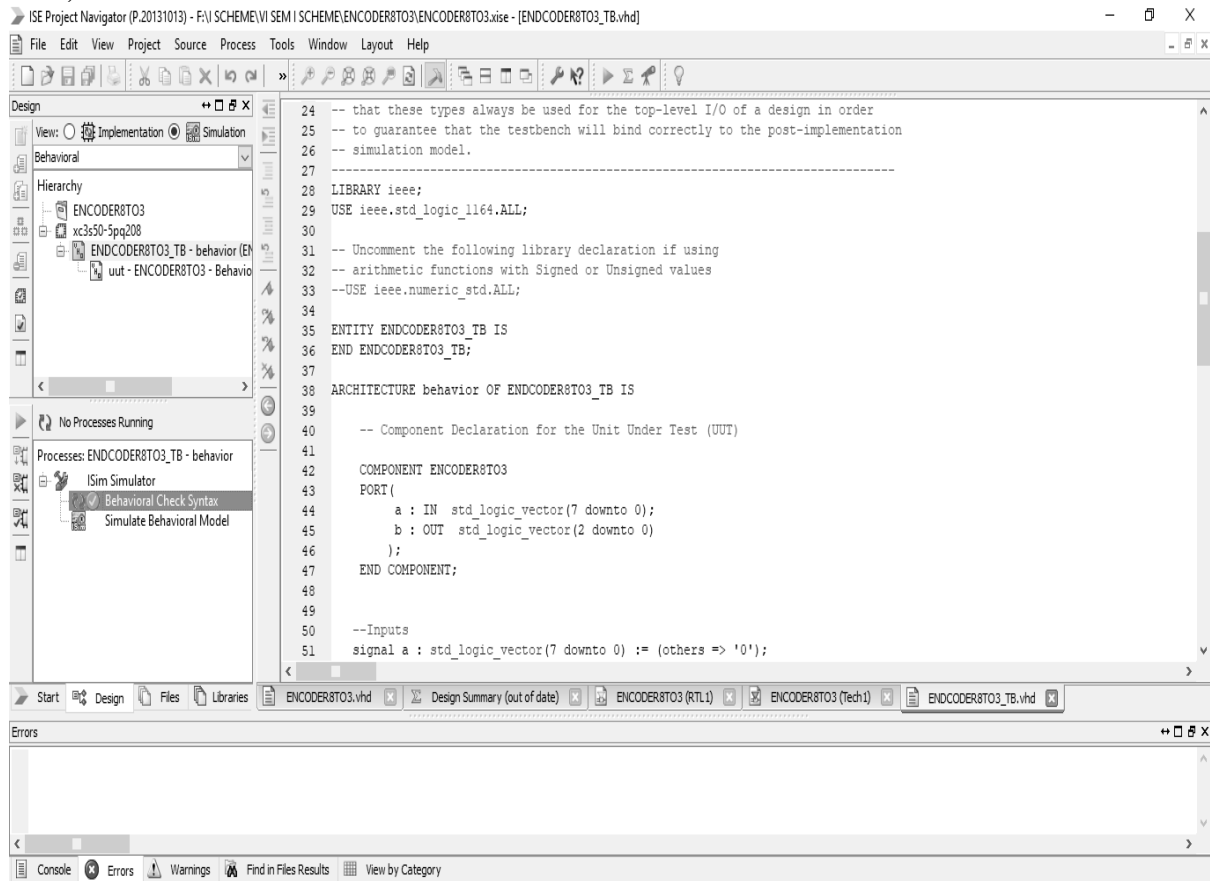 ISE Project Navigator (P.20131013) - F:\I SCHEME\VI SEM I SCHEME\ENCODER8TO3\ENCODER8TO3.xise - [ENDCODER8TO3_TB.vhd]
File Edit View Project Source Process Tools Window Layout Help
Design
View: Implementation Simulation
Behavioral
Hierarchy
ENCODER8TO3
xc3s50-5pq208
ENDCODER8TO3_TB - behavior (EN
uut - ENCODER8TO3 - Behavio
No Processes Running
Processes: ENDCODER8TO3_TB - behavior
ISim Simulator
Behavioral Check Syntax
Simulate Behavioral Model
24 -- that these types always be used for the top-level I/O of a design in order
25 -- to guarantee that the testbench will bind correctly to the post-implementation
26 -- simulation model.
27 --------------------------------------------------------------------------------
28 LIBRARY ieee;
29 USE ieee.std_logic_1164.ALL;
30
31 -- Uncomment the following library declaration if using
32 -- arithmetic functions with Signed or Unsigned values
33 --USE ieee.numeric_std.ALL;
34
35 ENTITY ENDCODER8TO3_TB IS
36 END ENDCODER8TO3_TB;
37
38 ARCHITECTURE behavior OF ENDCODER8TO3_TB IS
39
40 -- Component Declaration for the Unit Under Test (UUT)
41
42 COMPONENT ENCODER8TO3
43 PORT(
44 a : IN std_logic_vector(7 downto 0);
45 b : OUT std_logic_vector(2 downto 0)
46 );
47 END COMPONENT;
48
49
50 --Inputs
51 signal a : std_logic_vector(7 downto 0) := (others => '0');
Start Design Files Libraries
ENCODER8TO3.vhd Design Summary (out of date) ENCODER8TO3 (RTL1) ENCODER8TO3 (Tech1) ENDCODER8TO3_TB.vhd
Errors
Console Errors Warnings Find in Files Results View by Category